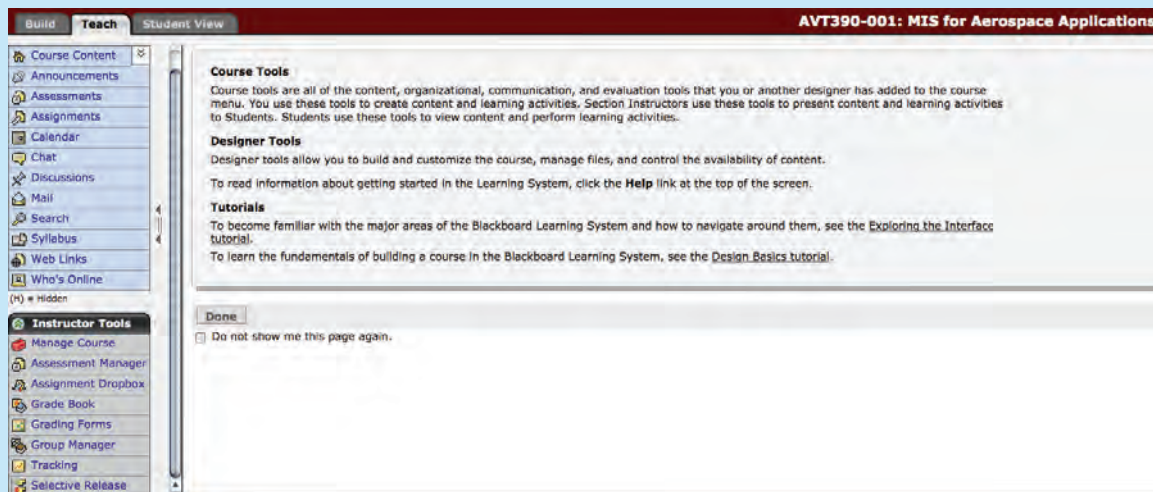 Build Teach Student View AVT390-001: MIS for Aerospace Applications
Course Content
Announcements
Assessments
Assignments
Calendar
Chat
Discussions
Mail
Search
Syllabus
Web Links
Who's Online
(H) = Hidden
Instructor Tools
Manage Course
Assessment Manager
Assignment Dropbox
Grade Book
Grading Forms
Group Manager
Tracking
Selective Release
Course Tools
Course tools are all of the content, organizational, communication, and evaluation tools that you or another designer has added to the course
menu. You use these tools to create content and learning activities. Section Instructors use these tools to present content and learning activities
to Students. Students use these tools to view content and perform learning activities.
Designer Tools
Designer tools allow you to build and customize the course, manage files, and control the availability of content.
To read information about getting started in the Learning System, click the Help link at the top of the screen.
Tutorials
To become familiar with the major areas of the Blackboard Learning System and how to navigate around them, see the Exploring the Interface
tutorial.
To learn the fundamentals of building a course in the Blackboard Learning System, see the Design Basics tutorial.
Done
Do not show me this page again.